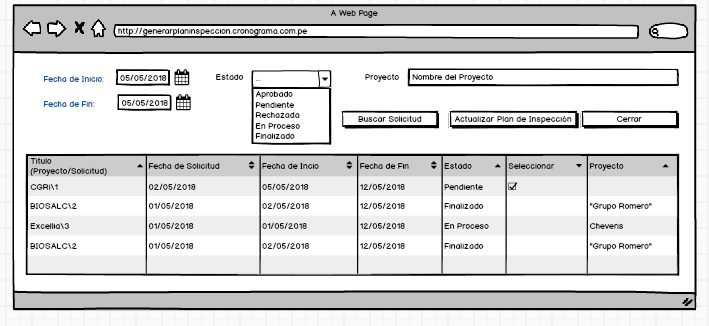 A Web Page
http://generarplaninspeccion.cronograma.com.pe
Fecha de Inicio: 05/05/2018 Estado ... Proyecto Nombre del Proyecto
Fecha de Fin: 05/05/2018
Aprobado
Pendiente
Rechazada
En Proceso
Finalizado
Buscar Solicitud Actualizar Plan de Inspección Cerrar
Titulo
(Proyecto/Solicitud) Fecha de Solicitud Fecha de Incio Fecha de Fin Estado Seleccionar Proyecto
CGRi\1 02/05/2018 05/05/2018 12/05/2018 Pendiente
BIOSALC\2 01/05/2018 02/05/2018 12/05/2018 Finalizado "Grupo Romero"
Excellia\3 01/05/2018 01/05/2018 12/05/2018 En Proceso Cheveris
BIOSALC\2 01/05/2018 02/05/2018 12/05/2018 Finalizado "Grupo Romero"